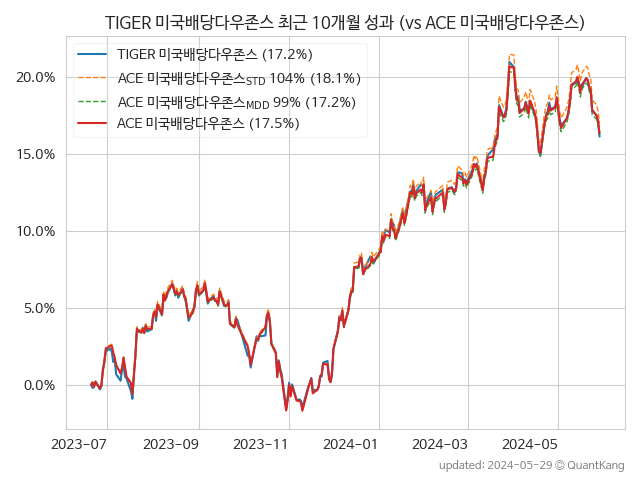 TIGER 미국배당다우존스 최근 10개월 성과 (vs ACE 미국배당다우존스)
TIGER 미국배당다우존스 (17.2%)
ACE 미국배당다우존스STD 104% (18.1%)
ACE 미국배당다우존스MDD 99% (17.2%)
ACE 미국배당다우존스 (17.5%)
20.0%
15.0%
10.0%
5.0%
0.0%
2023-07 2023-09 2023-11 2024-01 2024-03 2024-05
updated: 2024-05-29 © QuantKang